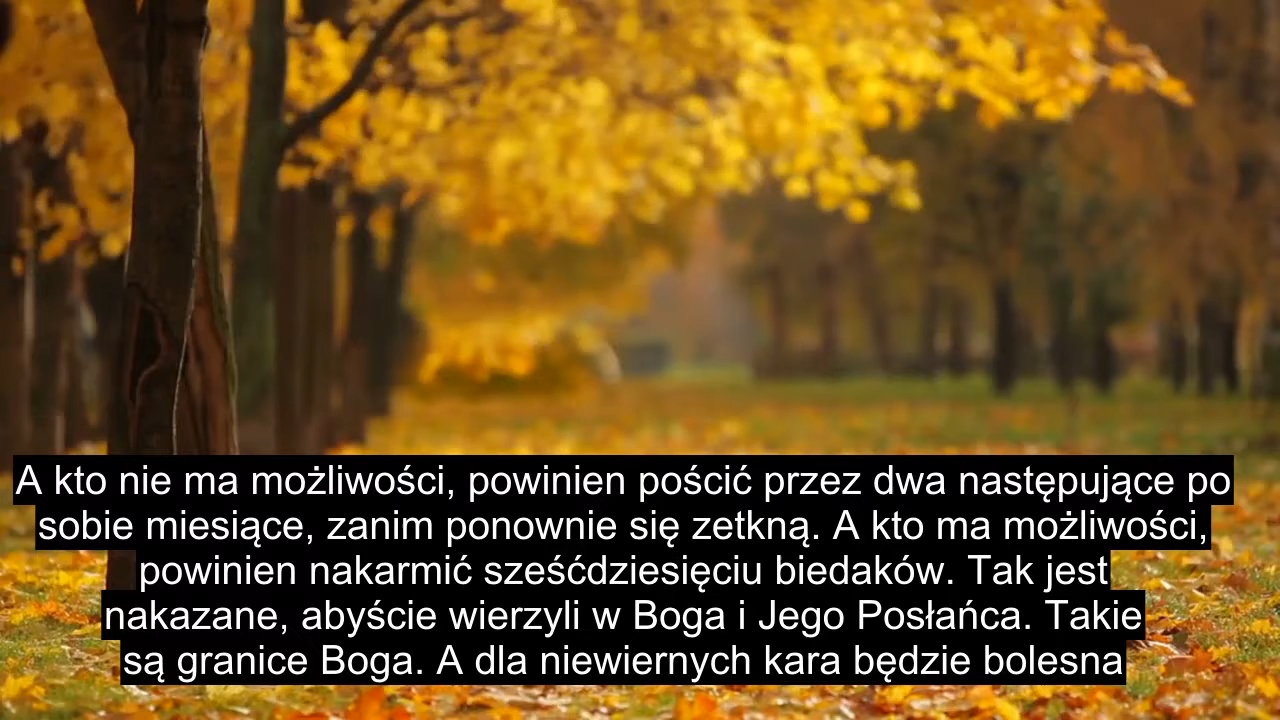 A kto nie ma możliwości, powinien pościć przez dwa następujące po
sobie miesiące, zanim ponownie się zetkną. A kto ma możliwości,
powinien nakarmić sześćdziesięciu biedaków. Tak jest
nakazane, abyście wierzyli w Boga i Jego Posłańca. Takie
są granice Boga. A dla niewiernych kara będzie bolesna